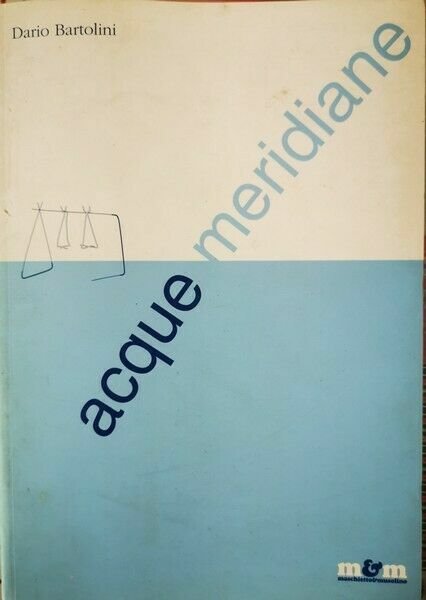 Dario Bartolini
acque meridiane
m&m
maschietto&musolino